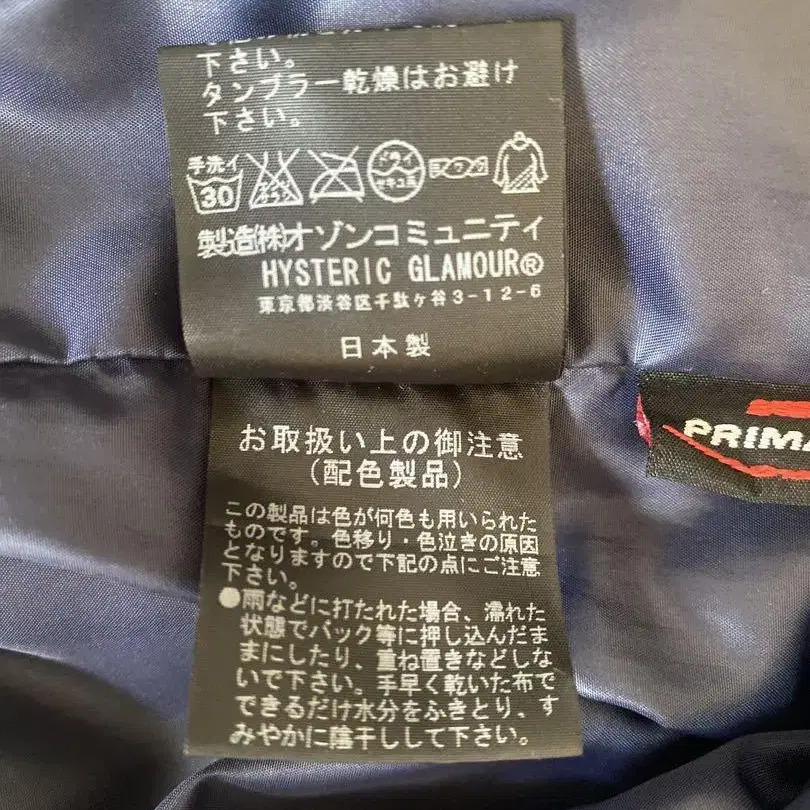 下さい。
タンブラー乾燥はお避け
下さい。
手洗イ
30
エンソサラシ
ドライ
セキユ系
製造(株)オゾンコミュニティ
HYSTERIC GLAMOUR®
東京都渋谷区千駄ヶ谷3-12-6
日本製
お取扱い上の御注意
(配色製品)
この製品は色が何色も用いられた
ものです。色移り・色泣きの原因
となりますので下記の点にご注意
下さい。
●雨などに打たれた場合、濡れた
状態でバック等に押し込んだま
まにしたり、重ね置きなどしな
いで下さい。手早く乾いた布で
できるだけ水分をふきとり、す
みやかに陰干しして下さい。
PRIMA